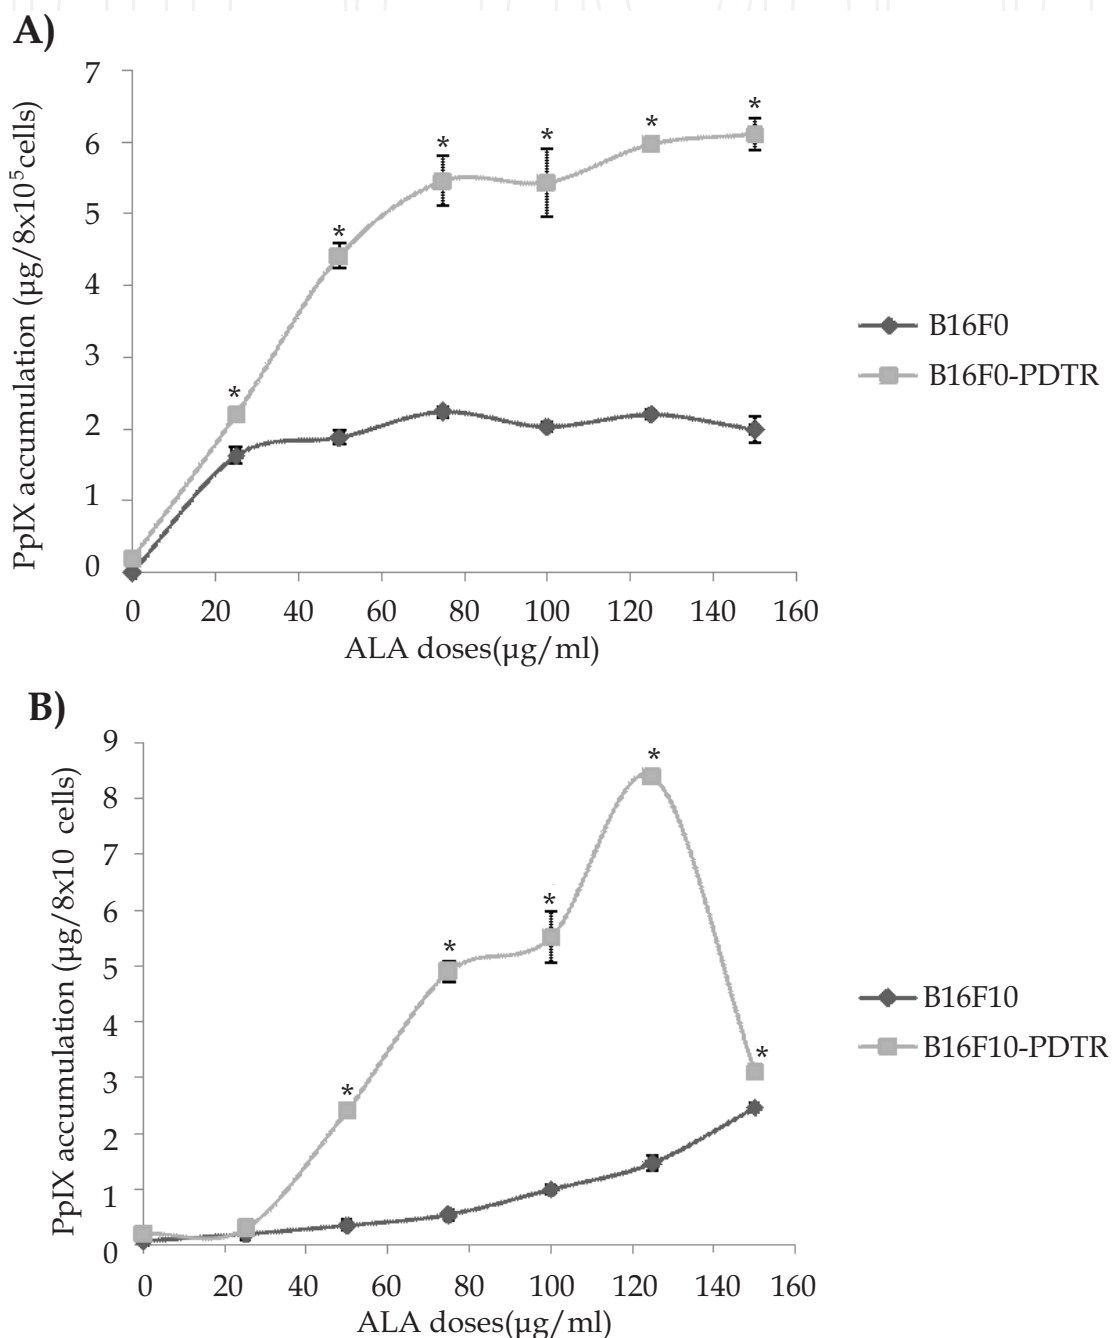 A)
PpIX accumulation (µg/8x10⁵cells)
7
6
5
4
3
2
1
0
* * * * * *
0 20 40 60 80 100 120 140 160
ALA doses(µg/ml)
B16F0
B16F0-PDTR
B)
PpIX accumulation (µg/8x10 cells)
9
8
7
6
5
4
3
2
1
0
* * * * *
0 20 40 60 80 100 120 140 160
ALA doses(µg/ml)
B16F10
B16F10-PDTR